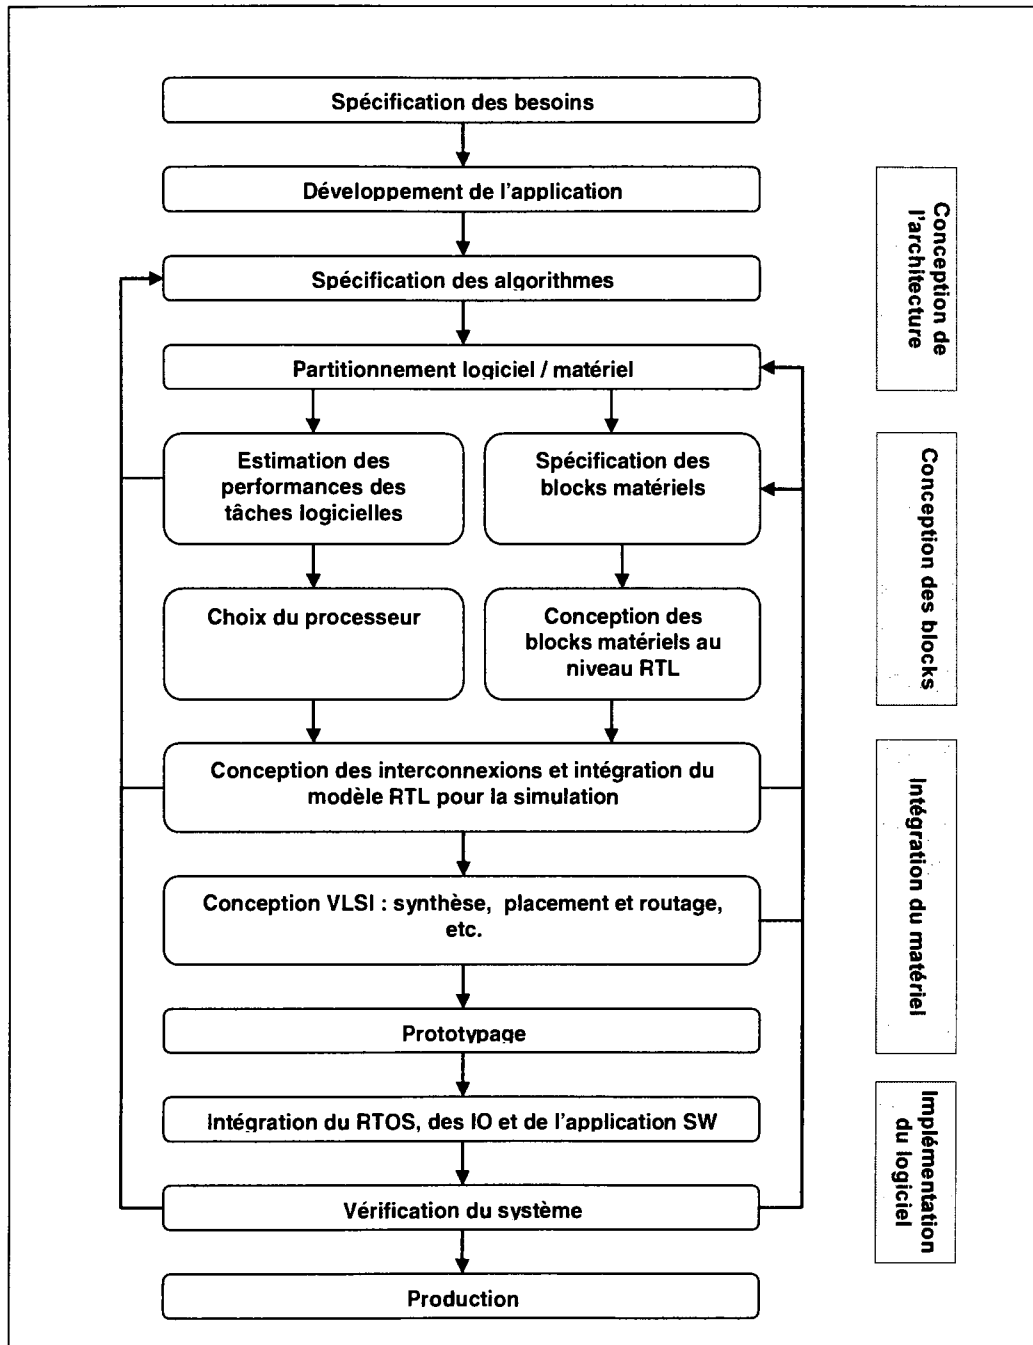 Spécification des besoins
Développement de l'application
Spécification des algorithmes
Partitionnement logiciel / matériel
Estimation des
performances des
tâches logicielles
Spécification des
blocks matériels
Choix du processeur
Conception des
blocks matériels au
niveau RTL
Conception des interconnexions et intégration du
modèle RTL pour la simulation
Conception VLSI : synthèse, placement et routage,
etc.
Prototypage
Intégration du RTOS, des IO et de l'application SW
Vérification du système
Production
Conception de
l'architecture
Conception des blocks
Intégration du matériel
Implémentation
du logiciel